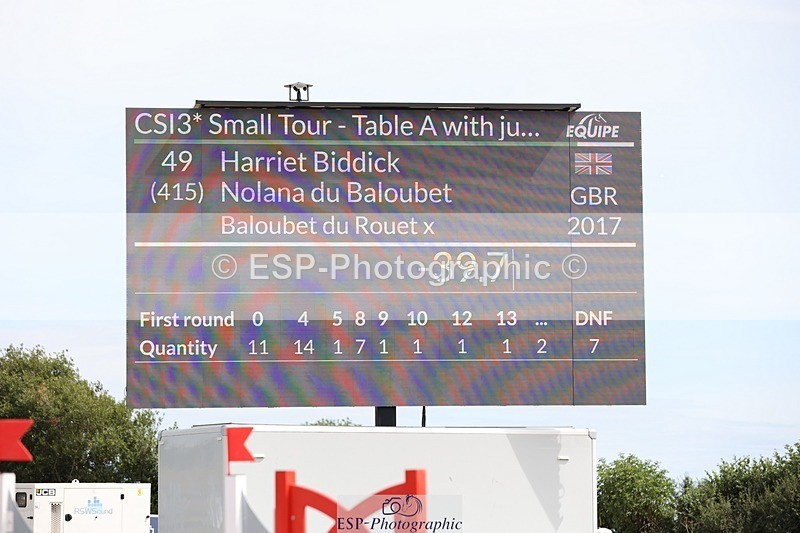 CSI3* Small Tour - Table A with ju... EQUIPE
49 Harriet Biddick
(415) Nolana du Baloubet GBR
Baloubet du Rouet x 2017
© ESP-Photographic ©
First round 0 4 5 8 9 10 12 13 ... DNF
Quantity 11 14 1 7 1 1 1 1 2 7
JCB
RSWSound
ESP-Photographic